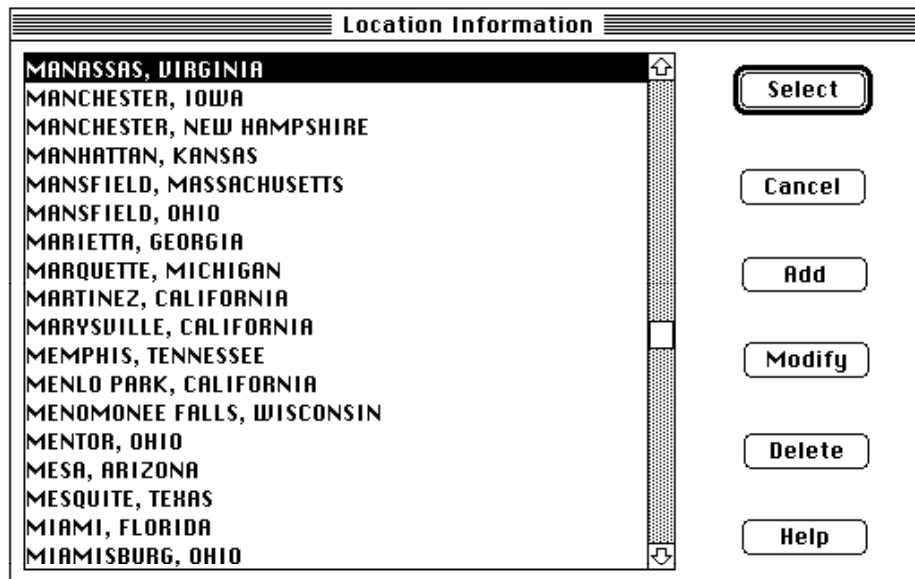 Location Information
MANASSAS, VIRGINIA
MANCHESTER, IOWA
MANCHESTER, NEW HAMPSHIRE
MANHATTAN, KANSAS
MANSFIELD, MASSACHUSETTS
MANSFIELD, OHIO
MARIETTA, GEORGIA
MARQUETTE, MICHIGAN
MARTINEZ, CALIFORNIA
MARYSVILLE, CALIFORNIA
MEMPHIS, TENNESSEE
MENLO PARK, CALIFORNIA
MENOMONEE FALLS, WISCONSIN
MENTOR, OHIO
MESA, ARIZONA
MESQUITE, TEXAS
MIAMI, FLORIDA
MIAMISBURG, OHIO
Select
Cancel
Add
Modify
Delete
Help